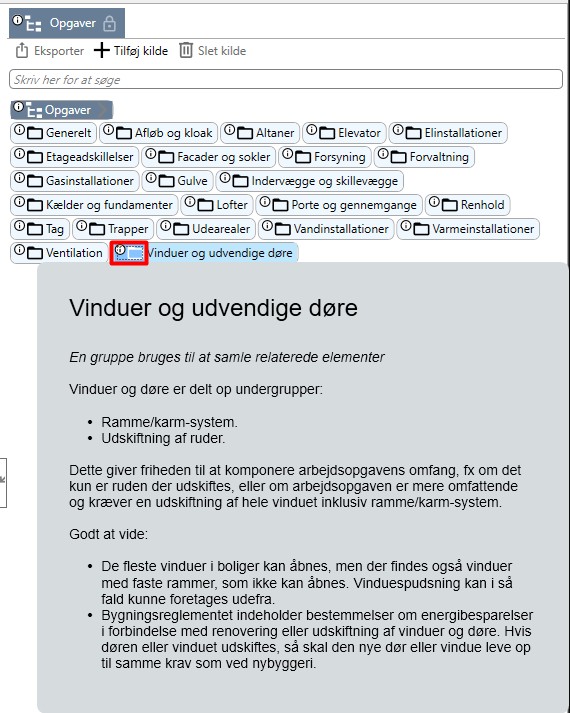 Opgaver
Eksporter Tilføj kilde Slet kilde
Skriv her for at søge
Opgaver
Generelt Afløb og kloak Altaner Elevator Elinstallationer
Etageadskillelser Facader og sokler Forsyning Forvaltning
Gasinstallationer Gulve Indervægge og skillevægge
Kælder og fundamenter Lofter Porte og gennemgange Renhold
Tag Trapper Udearealer Vandinstallationer Varmeinstallationer
Ventilation Vinduer og udvendige døre
Vinduer og udvendige døre
En gruppe bruges til at samle relaterede elementer
Vinduer og døre er delt op undergrupper:
• Ramme/karm-system.
• Udskiftning af ruder.
Dette giver friheden til at komponere arbejdsopgavens omfang, fx om det
kun er ruden der udskiftes, eller om arbejdsopgaven er mere omfattende
og kræver en udskiftning af hele vinduet inklusiv ramme/karm-system.
Godt at vide:
• De fleste vinduer i boliger kan åbnes, men der findes også vinduer
med faste rammer, som ikke kan åbnes. Vinduespudsning kan i så
fald kunne foretages udefra.
• Bygningsreglementet indeholder bestemmelser om energibesparelser
i forbindelse med renovering eller udskiftning af vinduer og døre. Hvis
døren eller vinduet udskiftes, så skal den nye dør eller vindue leve op
til samme krav som ved nybyggeri.